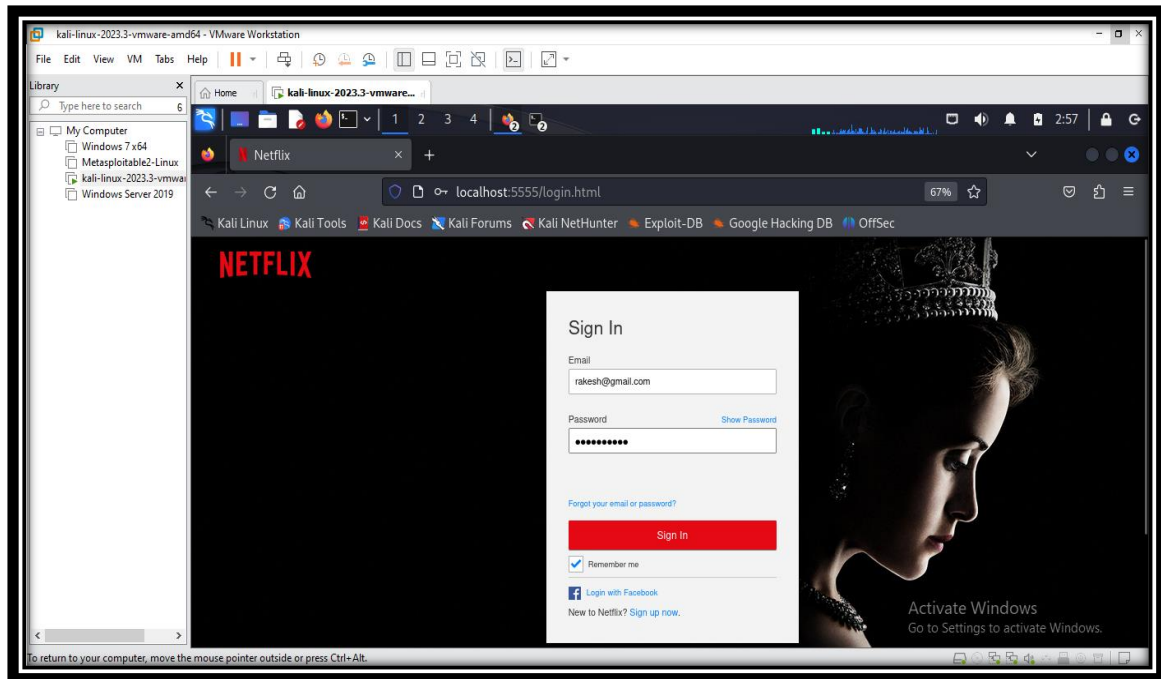 kali-linux-2023.3-vmware-amd64 - VMware Workstation
File Edit View VM Tabs Help
Library
Type here to search 6
My Computer
Windows 7 x64
Metasploitable2-Linux
kali-linux-2023.3-vmwar
Windows Server 2019
Home kali-linux-2023.3-vmware...
1 2 3 4 2 2:57
Netflix
localhost:5555/login.html 67%
Kali Linux Kali Tools Kali Docs Kali Forums Kali NetHunter Exploit-DB Google Hacking DB OffSec
NETFLIX
Sign In
Email
rakesh@gmail.com
Password Show Password
Forgot your email or password?
Sign In
Remember me
Login with Facebook
New to Netflix? Sign up now.
Activate Windows
Go to Settings to activate Windows.
To return to your computer, move the mouse pointer outside or press Ctrl+Alt.